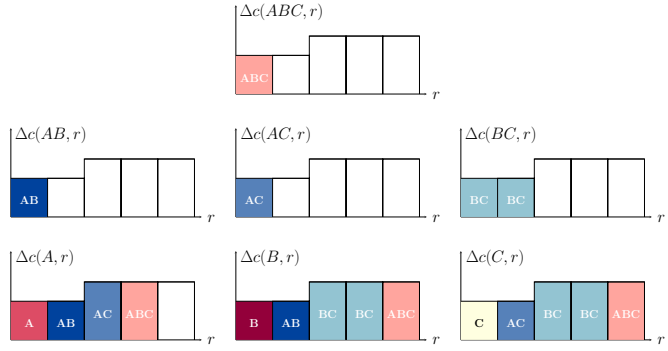 Δc(ABC, r)
ABC
r
Δc(AB, r)
AB
r
Δc(AC, r)
AC
r
Δc(BC, r)
BC BC
r
Δc(A, r)
A AB AC ABC
r
Δc(B, r)
B AB BC BC ABC
r
Δc(C, r)
C AC BC BC ABC
r